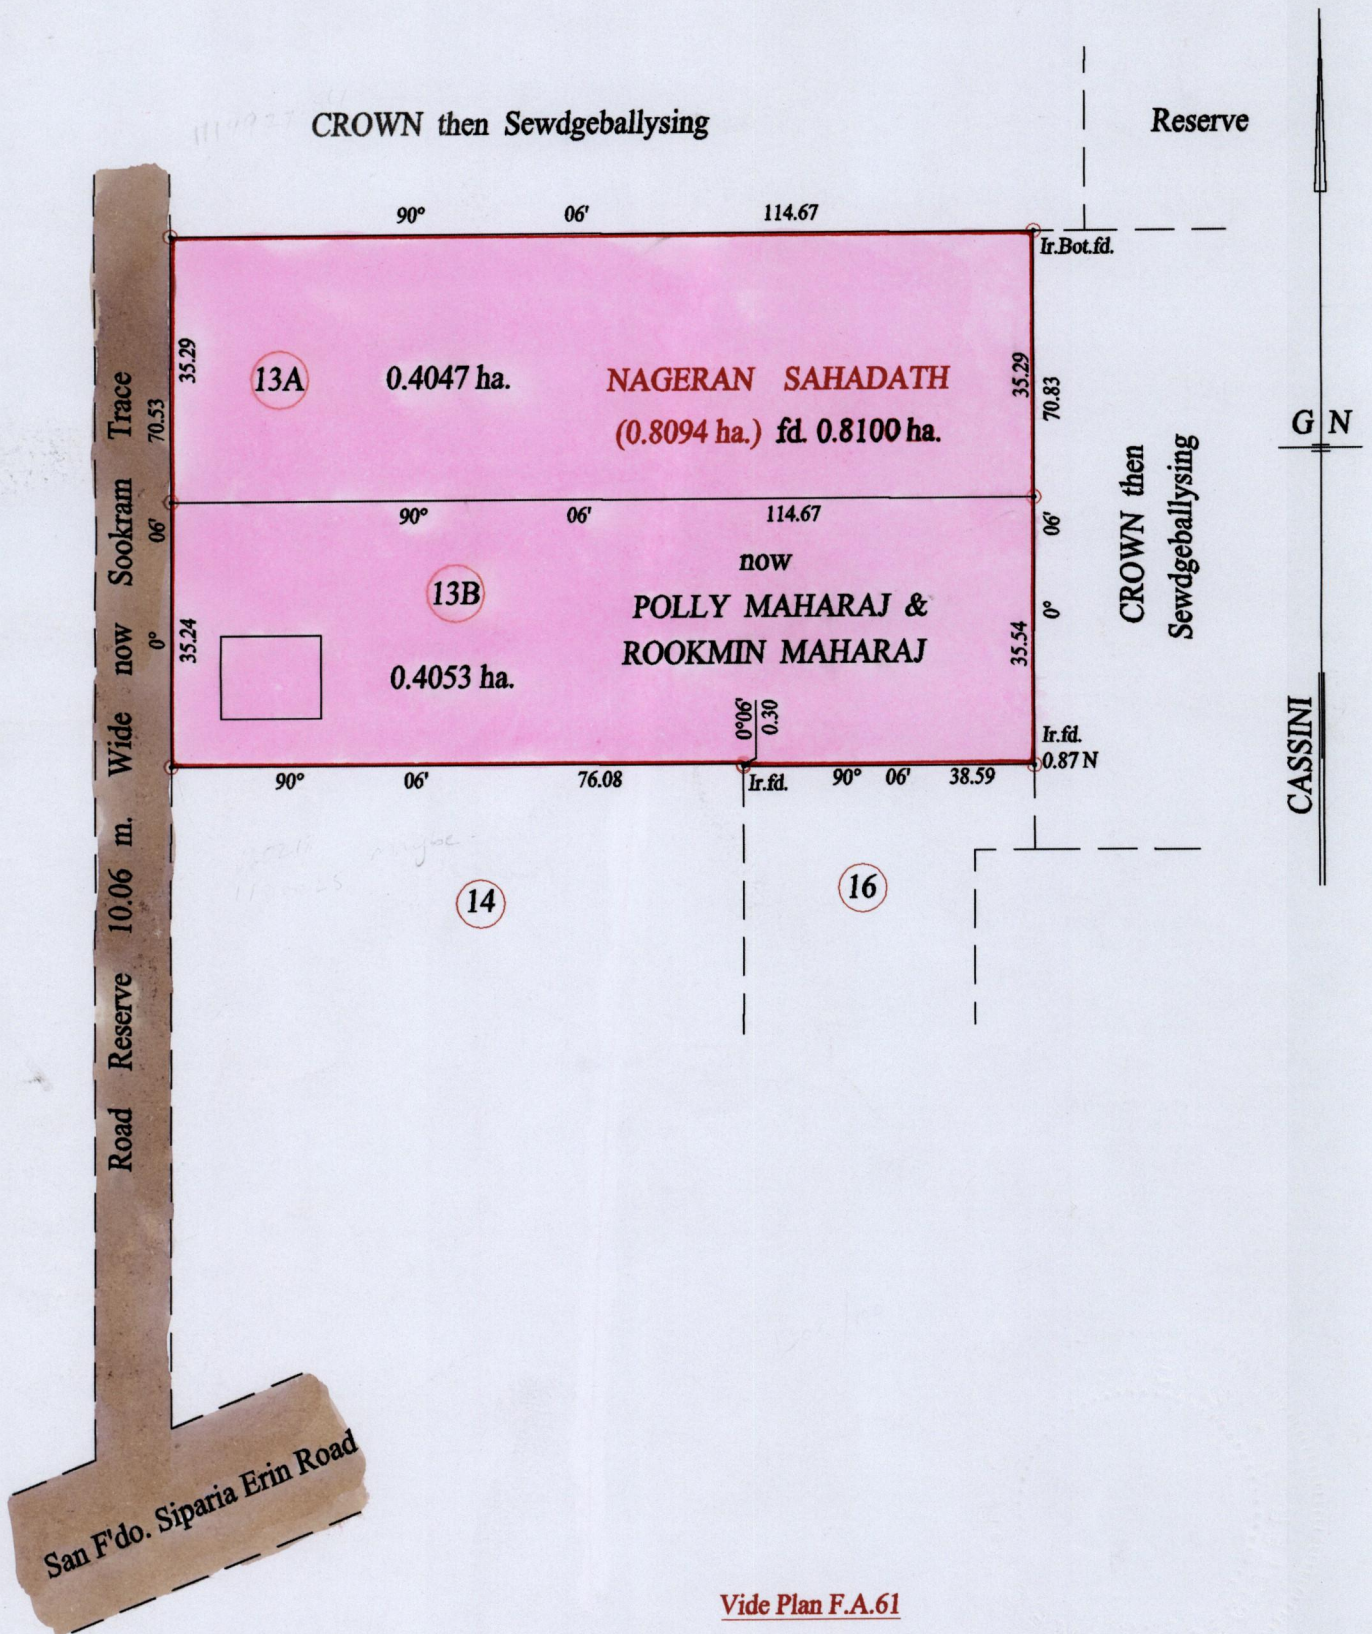 CROWN then Sewdgeballysing
Reserve
90° 06' 114.67
Ir.Bot.fd.
35.29
13A
0.4047 ha.
NAGERAN SAHADATH
(0.8094 ha.) fd. 0.8100 ha.
35.29
0° 06' 70.53
0° 06' 70.83
G N
90° 06' 114.67
now
13B
POLLY MAHARAJ &
ROOKMIN MAHARAJ
35.24
0.4053 ha.
35.54
CROWN then
Sewdgeballysing
0°06'
0.30
Ir.fd.
0.87 N
90° 06' 76.08
Ir.fd.
90° 06' 38.59
CASSINI
14
16
Road Reserve 10.06 m. Wide now Sookram Trace
San F'do. Siparia Erin Road
Vide Plan F.A.61